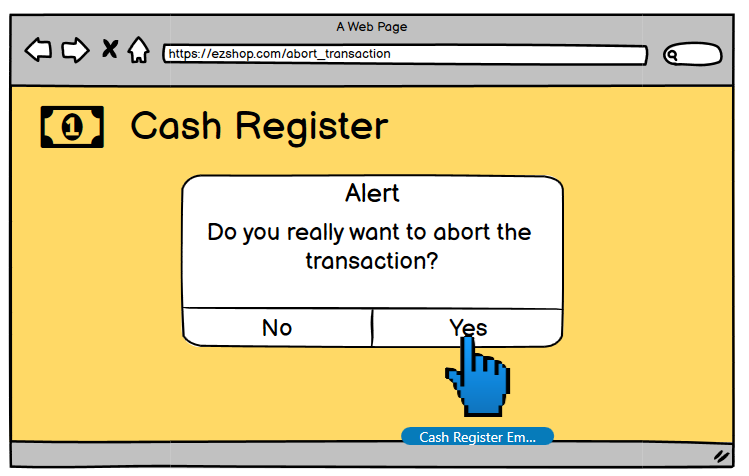 A Web Page
https://ezshop.com/abort_transaction
1 Cash Register
Alert
Do you really want to abort the
transaction?
No Yes
Cash Register Em...